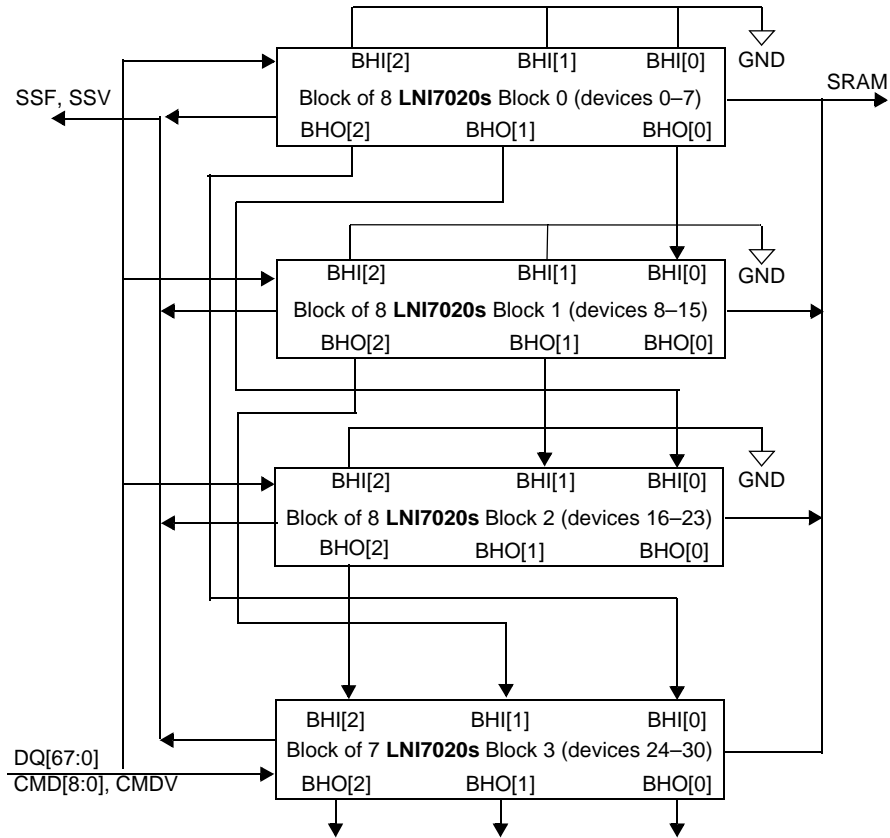 BHI[2] BHI[1] BHI[0] GND
SSF, SSV
Block of 8 LNI7020s Block 0 (devices 0–7)
SRAM
BHO[2] BHO[1] BHO[0]
BHI[2] BHI[1] BHI[0] GND
Block of 8 LNI7020s Block 1 (devices 8–15)
BHO[2] BHO[1] BHO[0]
BHI[2] BHI[1] BHI[0] GND
Block of 8 LNI7020s Block 2 (devices 16–23)
BHO[2] BHO[1] BHO[0]
BHI[2] BHI[1] BHI[0]
Block of 7 LNI7020s Block 3 (devices 24–30)
DQ[67:0]
CMD[8:0], CMDV
BHO[2] BHO[1] BHO[0]